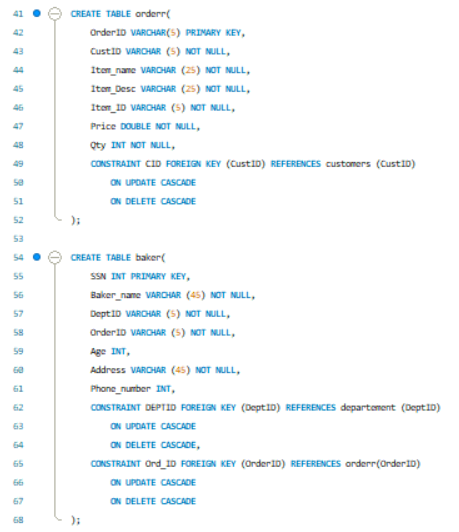 41 CREATE TABLE orderr(
42 OrderID VARCHAR(5) PRIMARY KEY,
43 CustID VARCHAR (5) NOT NULL,
44 Item_name VARCHAR (25) NOT NULL,
45 Item_Desc VARCHAR (25) NOT NULL,
46 Item_ID VARCHAR (5) NOT NULL,
47 Price DOUBLE NOT NULL,
48 Qty INT NOT NULL,
49 CONSTRAINT CID FOREIGN KEY (CustID) REFERENCES customers (CustID)
50 ON UPDATE CASCADE
51 ON DELETE CASCADE
52 );
53
54 CREATE TABLE baker(
55 SSN INT PRIMARY KEY,
56 Baker_name VARCHAR (45) NOT NULL,
57 DeptID VARCHAR (5) NOT NULL,
58 OrderID VARCHAR (5) NOT NULL,
59 Age INT,
60 Address VARCHAR (45) NOT NULL,
61 Phone_number INT,
62 CONSTRAINT DEPTID FOREIGN KEY (DeptID) REFERENCES departement (DeptID)
63 ON UPDATE CASCADE
64 ON DELETE CASCADE,
65 CONSTRAINT Ord_ID FOREIGN KEY (OrderID) REFERENCES orderr(OrderID)
66 ON UPDATE CASCADE
67 ON DELETE CASCADE
68 );